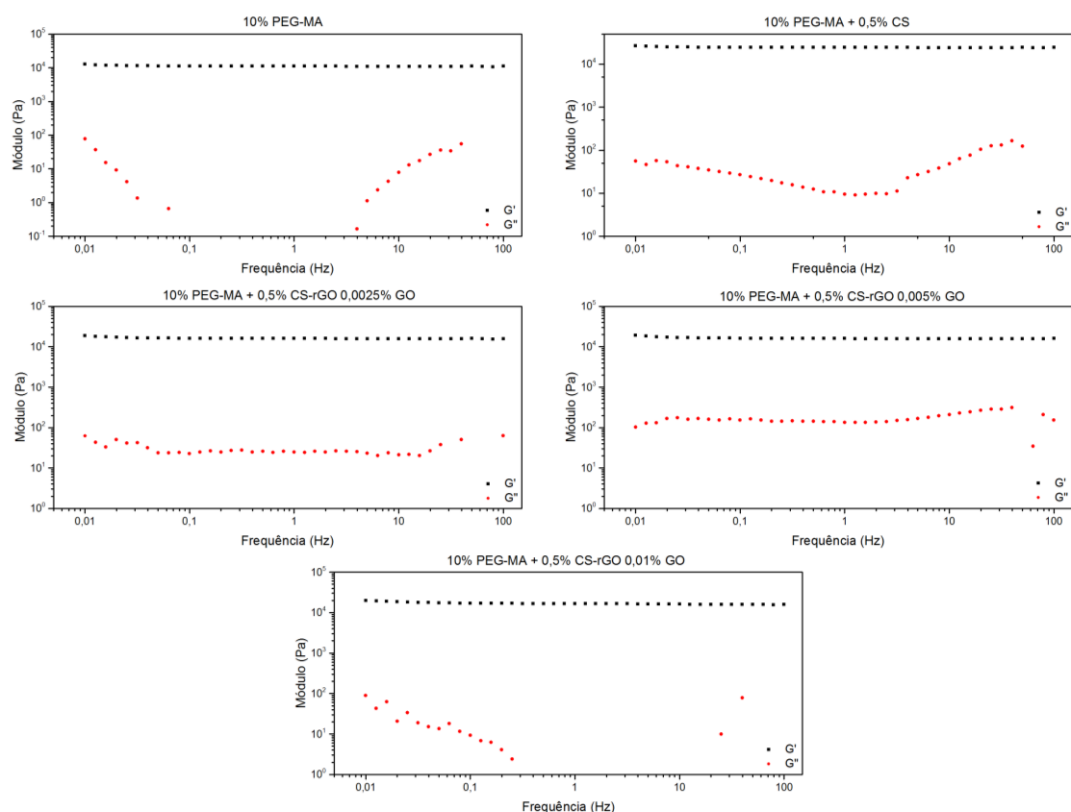 10% PEG-MA
10⁵
10⁴
10³
10²
10¹
10⁰
10⁻¹
Módulo (Pa)
G'
G"
0,01 0,1 1 10 100
Frequência (Hz)
10% PEG-MA + 0,5% CS
10⁴
10³
10²
10¹
10⁰
Módulo (Pa)
G'
G"
0,01 0,1 1 10 100
Frequência (Hz)
10% PEG-MA + 0,5% CS-rGO 0,0025% GO
10⁵
10⁴
10³
10²
10¹
10⁰
Módulo (Pa)
G'
G"
0,01 0,1 1 10 100
Frequência (Hz)
10% PEG-MA + 0,5% CS-rGO 0,005% GO
10⁵
10⁴
10³
10²
10¹
10⁰
Módulo (Pa)
G'
G"
0,01 0,1 1 10 100
Frequência (Hz)
10% PEG-MA + 0,5% CS-rGO 0,01% GO
10⁵
10⁴
10³
10²
10¹
10⁰
Módulo (Pa)
G'
G"
0,01 0,1 1 10 100
Frequência (Hz)